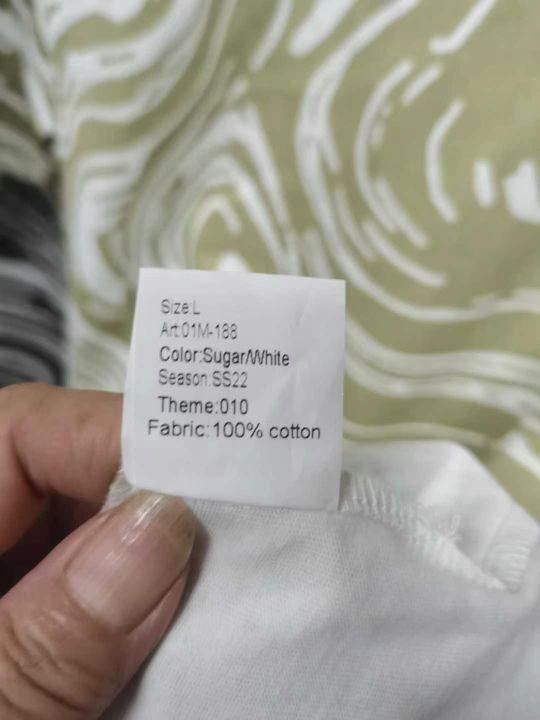 Size:L
Art:01M-188
Color:Sugar/White
Season:SS22
Theme:010
Fabric:100% cotton